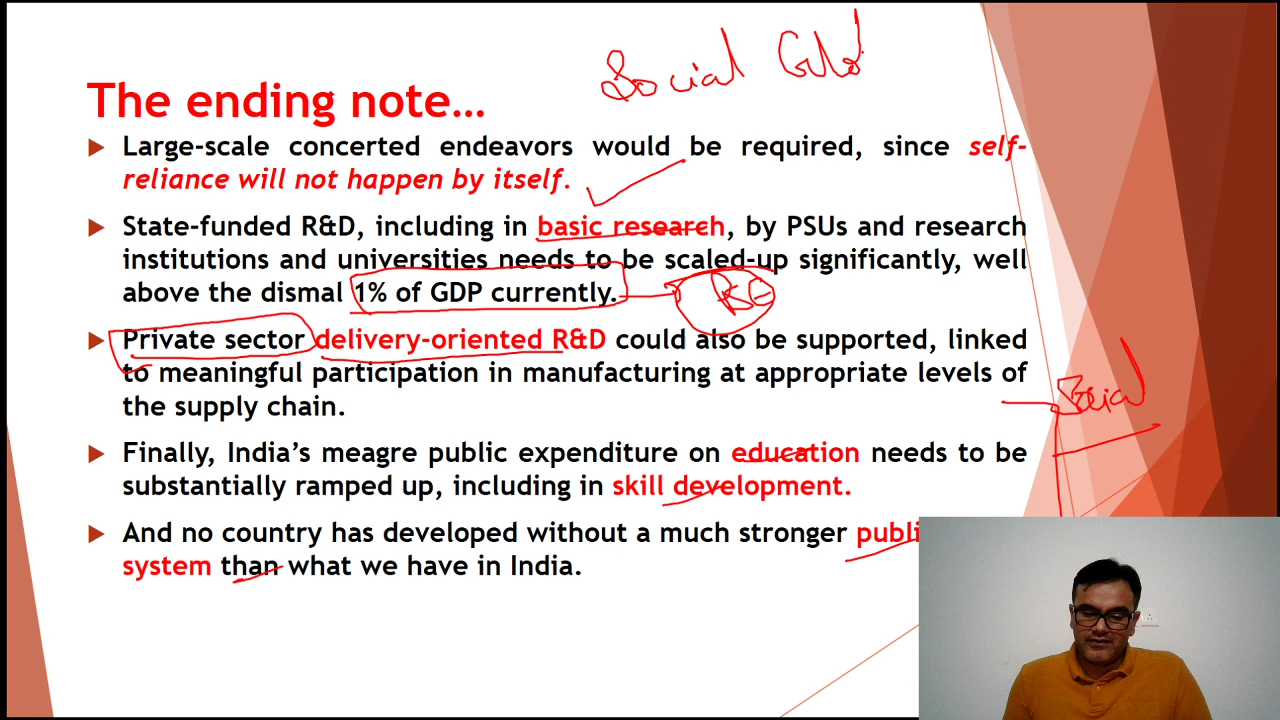 Social
The ending note...
Large-scale concerted endeavors would be required, since self-
reliance will not happen by itself.
State-funded R&D, including in basic research, by PSUs and research
institutions and universities needs to be scaled-up significantly, well
above the dismal 1% of GDP currently.
Private sector delivery-oriented R&D could also be supported, linked
to meaningful participation in manufacturing at appropriate levels of
the supply chain.
Social
Finally, India's meagre public expenditure on education needs to be
substantially ramped up, including in skill development.
And no country has developed without a much stronger
system than what we have in India.